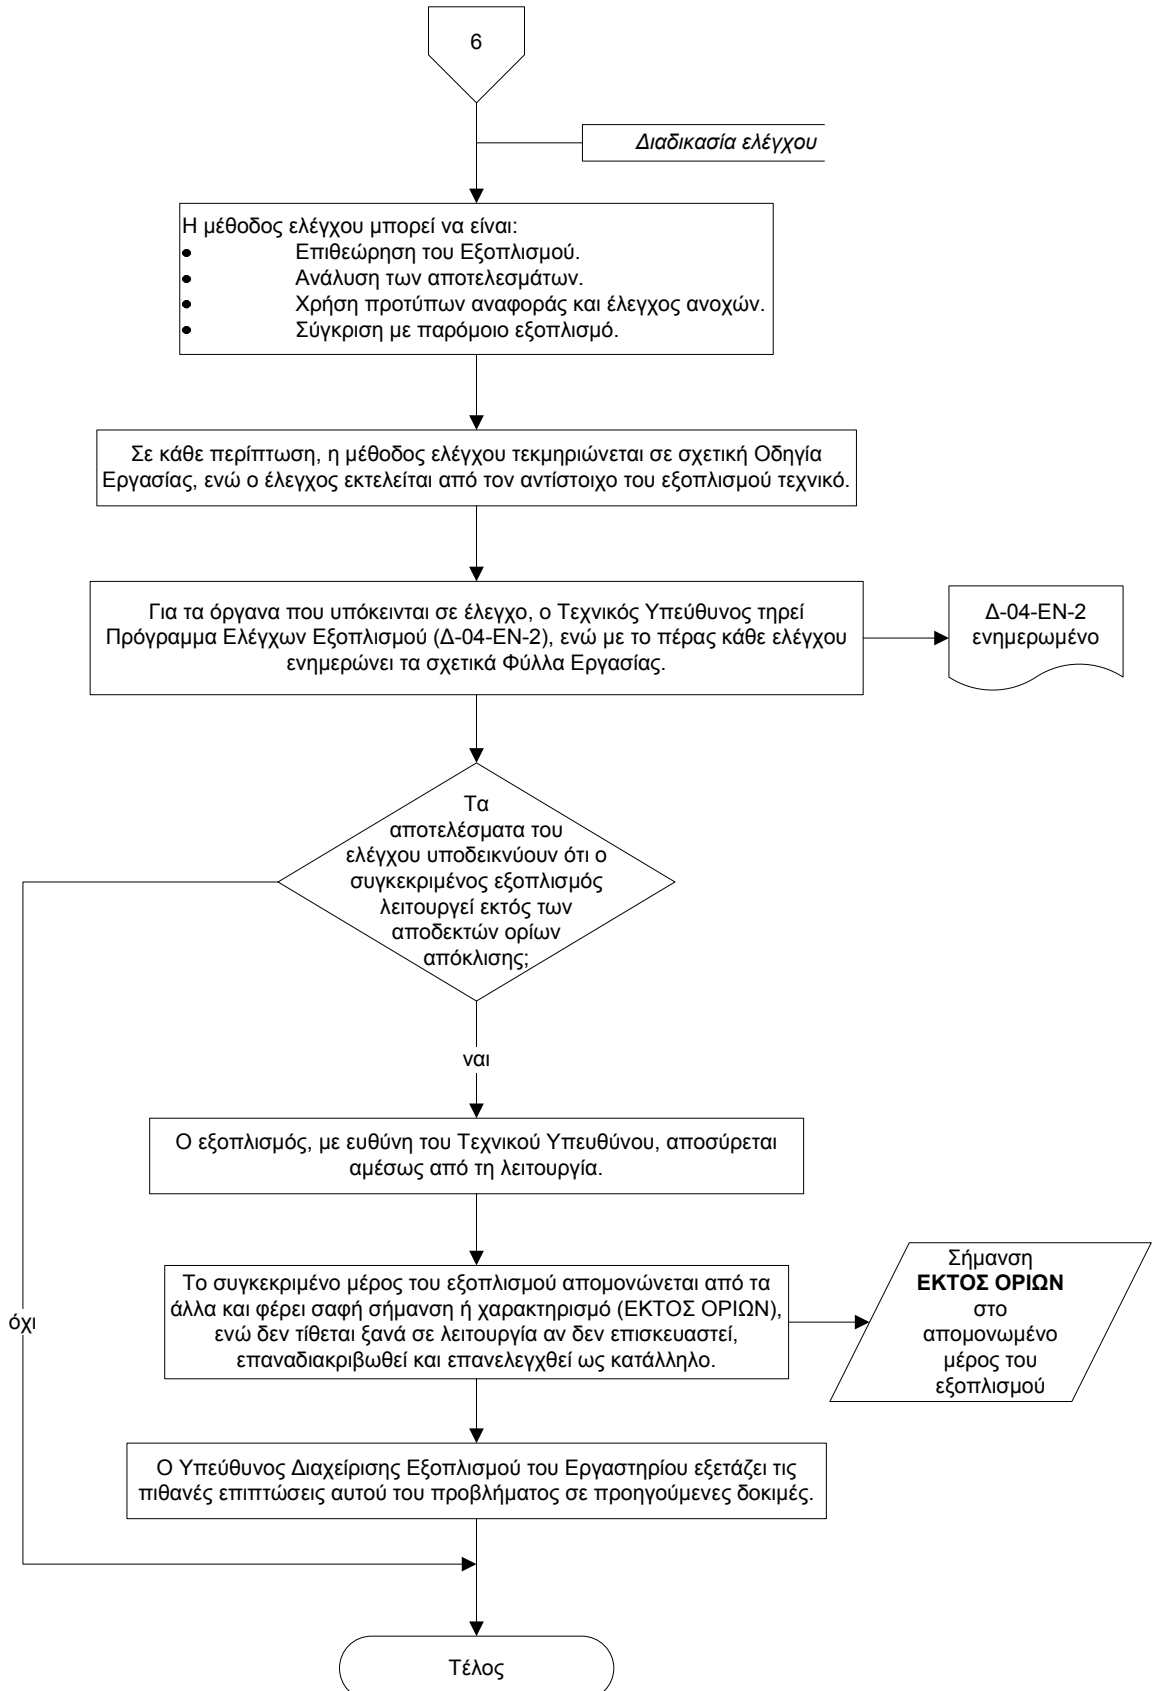 6
Διαδικασία ελέγχου
Η μέθοδος ελέγχου μπορεί να είναι:
• Επιθεώρηση του Εξοπλισμού.
• Ανάλυση των αποτελεσμάτων.
• Χρήση προτύπων αναφοράς και έλεγχος ανοχών.
• Σύγκριση με παρόμοιο εξοπλισμό.
Σε κάθε περίπτωση, η μέθοδος ελέγχου τεκμηριώνεται σε σχετική Οδηγία
Εργασίας, ενώ ο έλεγχος εκτελείται από τον αντίστοιχο του εξοπλισμού τεχνικό.
Για τα όργανα που υπόκεινται σε έλεγχο, ο Τεχνικός Υπεύθυνος τηρεί
Πρόγραμμα Ελέγχων Εξοπλισμού (Δ-04-ΕΝ-2), ενώ με το πέρας κάθε ελέγχου
ενημερώνει τα σχετικά Φύλλα Εργασίας.
Δ-04-ΕΝ-2
ενημερωμένο
Τα
αποτελέσματα του
ελέγχου υποδεικνύουν ότι ο
συγκεκριμένος εξοπλισμός
λειτουργεί εκτός των
αποδεκτών ορίων
απόκλισης;
ναι
Ο εξοπλισμός, με ευθύνη του Τεχνικού Υπευθύνου, αποσύρεται
αμέσως από τη λειτουργία.
Το συγκεκριμένο μέρος του εξοπλισμού απομονώνεται από τα
άλλα και φέρει σαφή σήμανση ή χαρακτηρισμό (ΕΚΤΟΣ ΟΡΙΩΝ),
ενώ δεν τίθεται ξανά σε λειτουργία αν δεν επισκευαστεί,
επαναδιακριβωθεί και επανελεγχθεί ως κατάλληλο.
Σήμανση
ΕΚΤΟΣ ΟΡΙΩΝ
στο
απομονωμένο
μέρος του
εξοπλισμού
όχι
Ο Υπεύθυνος Διαχείρισης Εξοπλισμού του Εργαστηρίου εξετάζει τις
πιθανές επιπτώσεις αυτού του προβλήματος σε προηγούμενες δοκιμές.
Τέλος